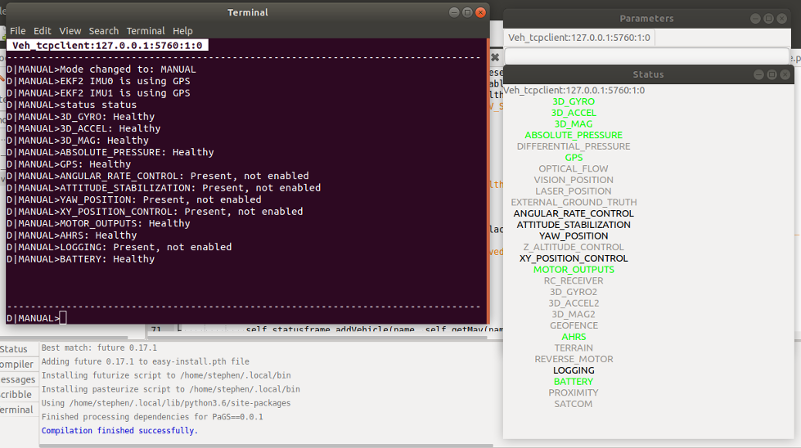 Terminal
File Edit View Search Terminal Help
Veh_tcpclient:127.0.0.1:5760:1:0
--------------------------------------------------------------------------------
D|MANUAL>Mode changed to: MANUAL
D|MANUAL>EKF2 IMU0 is using GPS
D|MANUAL>EKF2 IMU1 is using GPS
D|MANUAL>status status
D|MANUAL>3D_GYRO: Healthy
D|MANUAL>3D_ACCEL: Healthy
D|MANUAL>3D_MAG: Healthy
D|MANUAL>ABSOLUTE_PRESSURE: Healthy
D|MANUAL>GPS: Healthy
D|MANUAL>ANGULAR_RATE_CONTROL: Present, not enabled
D|MANUAL>ATTITUDE_STABILIZATION: Present, not enabled
D|MANUAL>YAW_POSITION: Present, not enabled
D|MANUAL>XY_POSITION_CONTROL: Present, not enabled
D|MANUAL>MOTOR_OUTPUTS: Healthy
D|MANUAL>AHRS: Healthy
D|MANUAL>LOGGING: Present, not enabled
D|MANUAL>BATTERY: Healthy
--------------------------------------------------------------------------------
D|MANUAL>
Parameters
Veh_tcpclient:127.0.0.1:5760:1:0
Status
Veh_tcpclient:127.0.0.1:5760:1:0
3D_GYRO
3D_ACCEL
3D_MAG
ABSOLUTE_PRESSURE
DIFFERENTIAL_PRESSURE
GPS
OPTICAL_FLOW
VISION_POSITION
LASER_POSITION
EXTERNAL_GROUND_TRUTH
ANGULAR_RATE_CONTROL
ATTITUDE_STABILIZATION
YAW_POSITION
Z_ALTITUDE_CONTROL
XY_POSITION_CONTROL
MOTOR_OUTPUTS
RC_RECEIVER
3D_GYRO2
3D_ACCEL2
3D_MAG2
GEOFENCE
AHRS
TERRAIN
REVERSE_MOTOR
LOGGING
BATTERY
PROXIMITY
SATCOM
71
self.statusframe.addVehicle(name, self.getMav(nam
Status
ompiler
essages
cribble
erminal
Best match: future 0.17.1
Adding future 0.17.1 to easy-install.pth file
Installing futurize script to /home/stephen/.local/bin
Installing pasteurize script to /home/stephen/.local/bin
Using /home/stephen/.local/lib/python3.6/site-packages
Finished processing dependencies for PaGS==0.0.1
Compilation finished successfully.